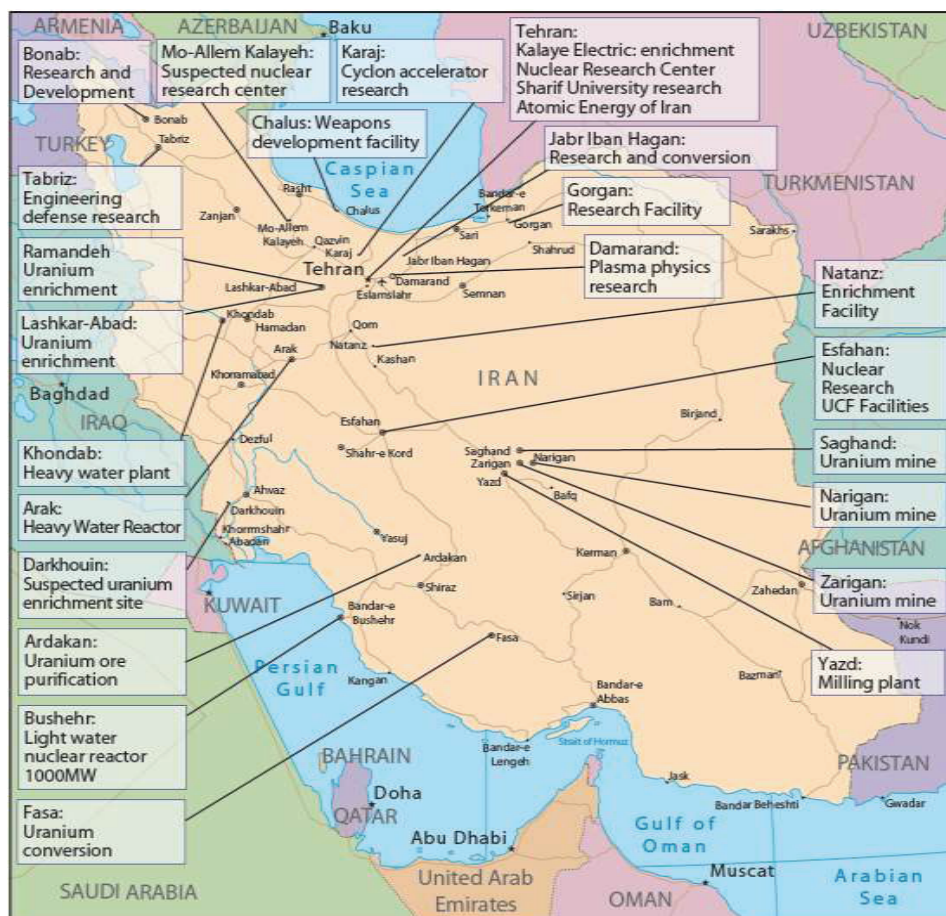 ARMENIA
AZERBAIJAN
Baku
UZBEKISTAN
Bonab:
Research and
Development
Mo-Allem Kalayeh:
Suspected nuclear
research center
Karaj:
Cyclon accelerator
research
Tehran:
Kalaye Electric: enrichment
Nuclear Research Center
Sharif University research
Atomic Energy of Iran
Chalus: Weapons
development facility
Jabr Iban Hagan:
Research and conversion
TURKEY
Bonab
Tabriz
Caspian
Sea
TURKMENISTAN
Tabriz:
Engineering
defense research
Gorgan:
Research Facility
Rasht
Chalus
Bandar-e
Torkeman
Gorgan
Zanjan
Mo-Allem
Kalayeh
Qazvin
Karaj
Sari
Shahrud
Sarakhs
Ramandeh
Uranium
enrichment
Tehran
Jabr Iban Hagan
Damarand
Damarand:
Plasma physics
research
Lashkar-Abad
Eslamslahr
Semnan
Natanz:
Enrichment
Facility
Lashkar-Abad:
Uranium
enrichment
Khondab
Hamadan
Qom
Natanz
Kashan
Arak
IRAN
Esfahan:
Nuclear
Research
UCF Facilities
Baghdad
Khoramabad
IRAQ
Esfahan
Birjand
Dezful
Shahr-e Kord
Saghand
Zarigan
Narigan
Yazd
Bafq
Saghand:
Uranium mine
Khondab:
Heavy water plant
Narigan:
Uranium mine
Arak:
Heavy Water Reactor
Ahvaz
Darkhouin
Khorrmshahr
Abadan
Yasuj
Ardakan
Kerman
AFGHANISTAN
Darkhouin:
Suspected uranium
enrichment site
Zarigan:
Uranium mine
KUWAIT
Shiraz
Sirjan
Bam
Zahedan
Nok
Kundi
Bandar-e
Bushehr
Ardakan:
Uranium ore
purification
Fasa
Yazd:
Milling plant
Persian
Gulf
Kangan
Bazman
Bandar-e
Abbas
Bushehr:
Light water
nuclear reactor
1000MW
BAHRAIN
Bandar-e
Lengeh
Strait of Hormuz
PAKISTAN
Jask
Doha
QATAR
Bandar Beheshti
Gwadar
Fasa:
Uranium
conversion
Abu Dhabi
Gulf of
Oman
Muscat
Arabian
Sea
SAUDI ARABIA
United Arab
Emirates
OMAN